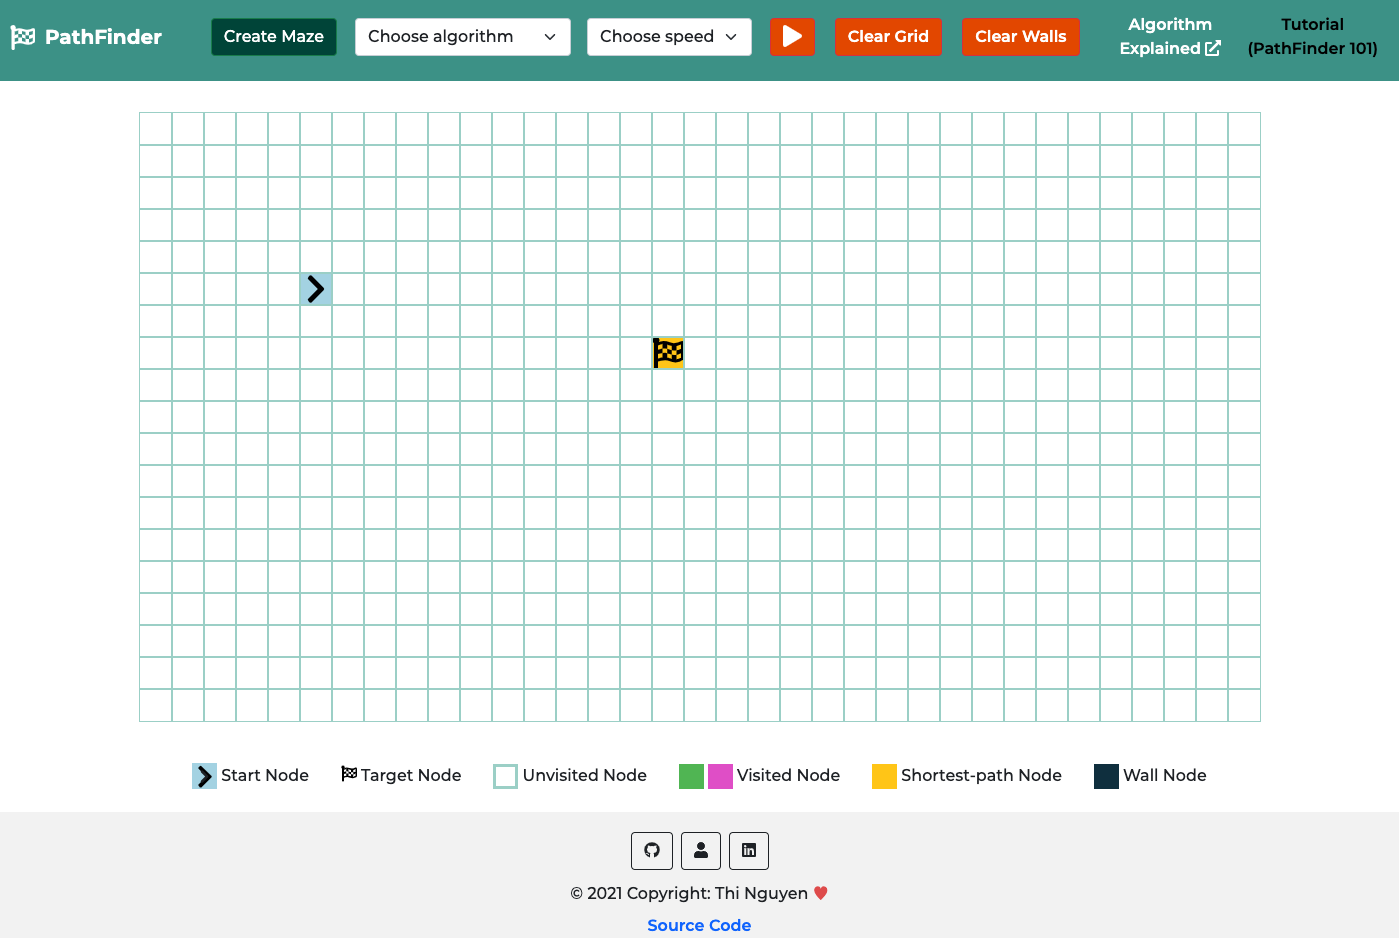 PathFinder
Create Maze
Choose algorithm
Choose speed
Clear Grid
Clear Walls
Algorithm
Explained
Tutorial
(PathFinder 101)
Start Node
Target Node
Unvisited Node
Visited Node
Shortest-path Node
Wall Node
© 2021 Copyright: Thi Nguyen
Source Code